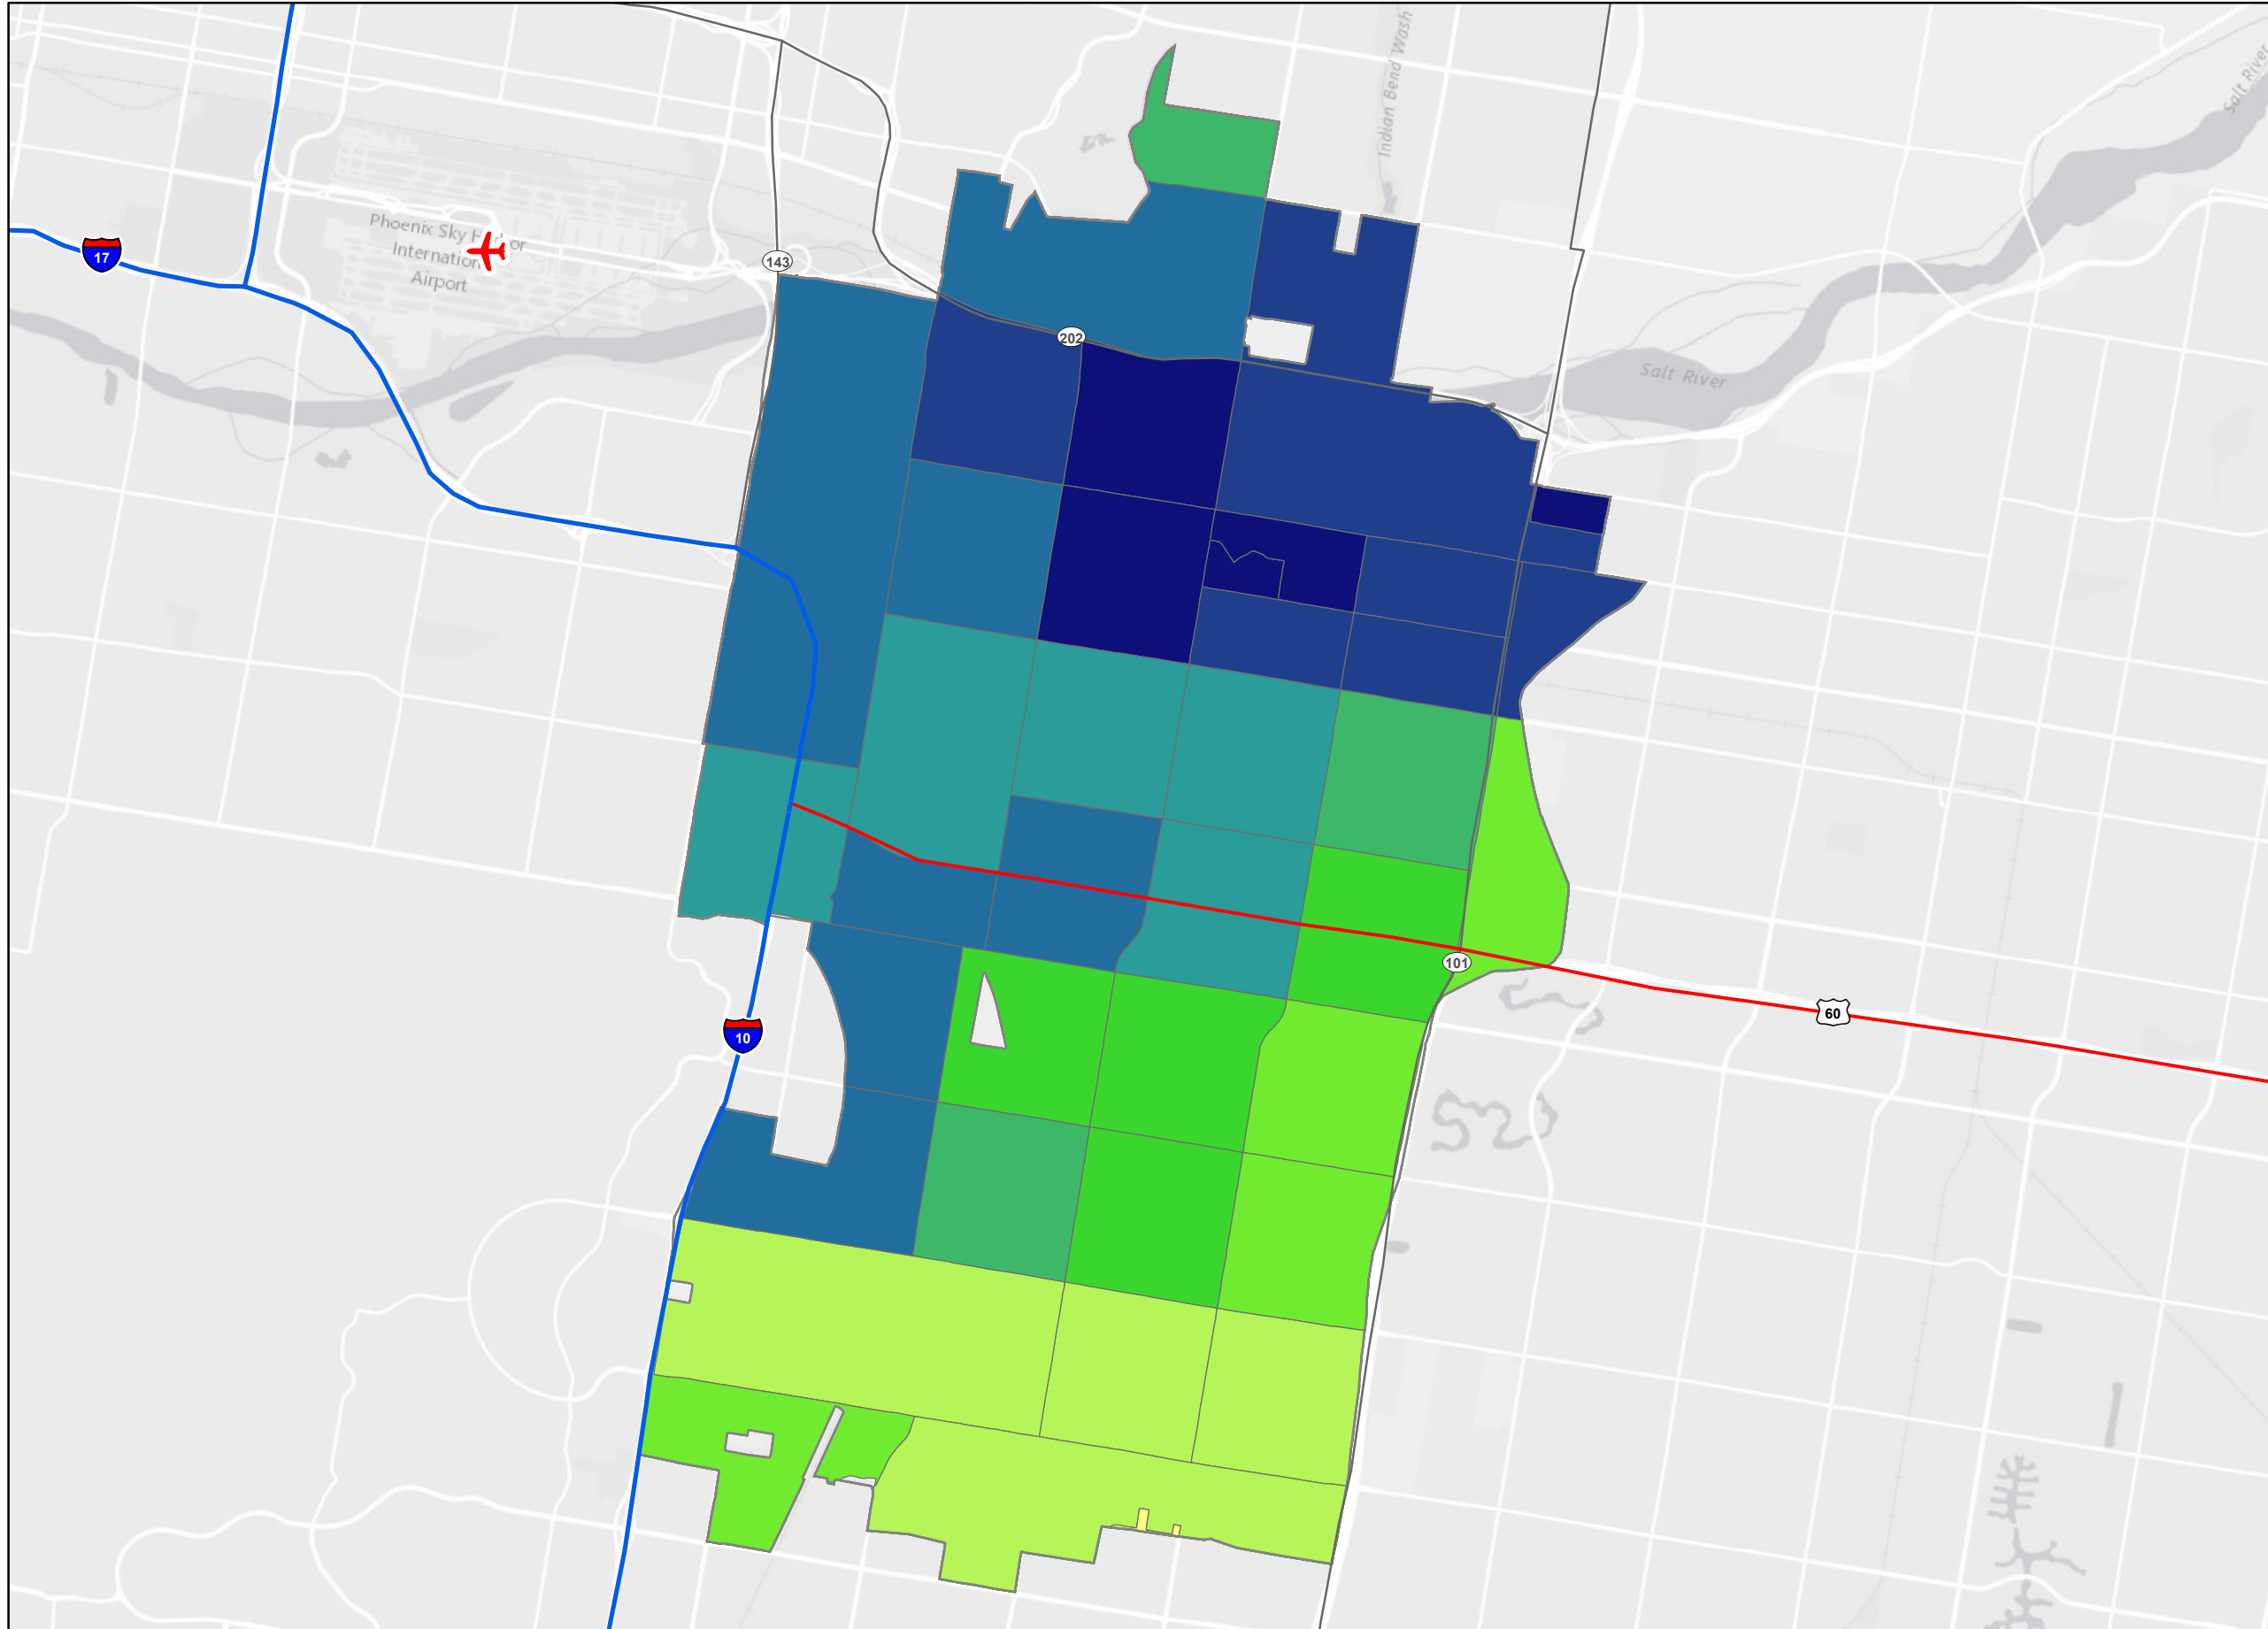 Indian Bend Wash
Salt River
Phoenix Sky Harbor
International
Airport
17
143
202
Salt River
101
60
10